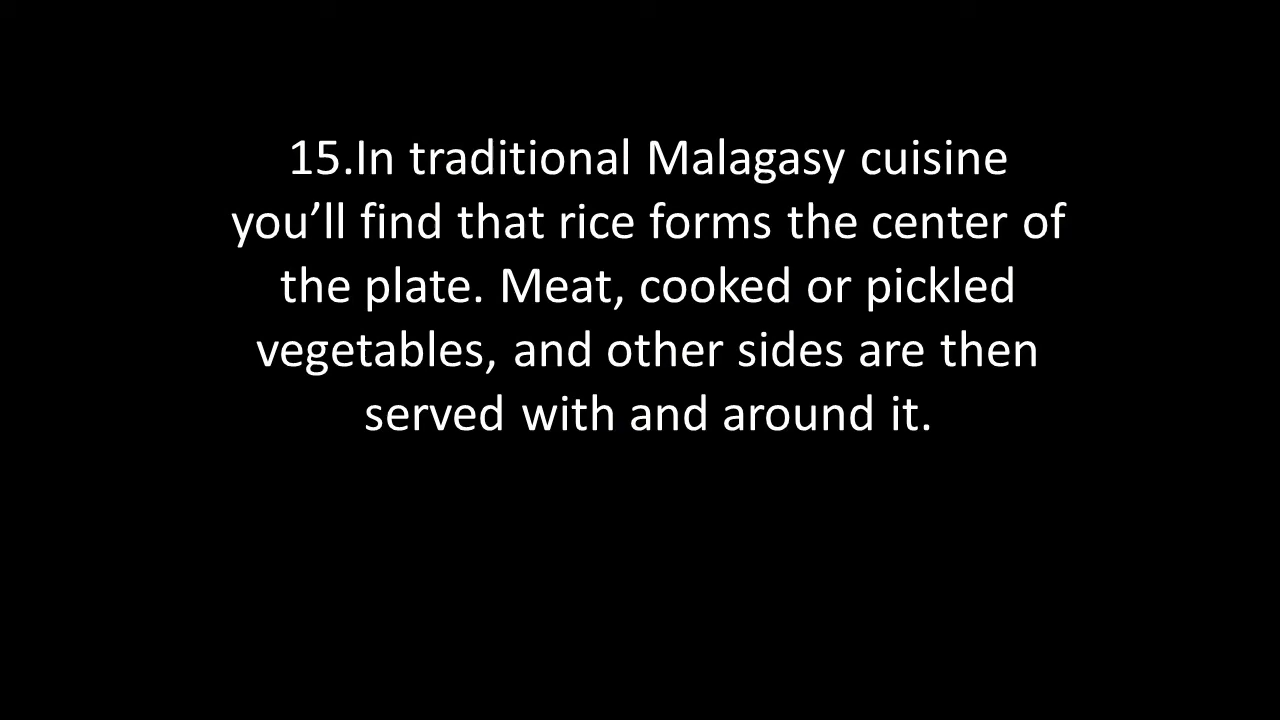 15.In traditional Malagasy cuisine
you’ll find that rice forms the center of
the plate. Meat, cooked or pickled
vegetables, and other sides are then
served with and around it.